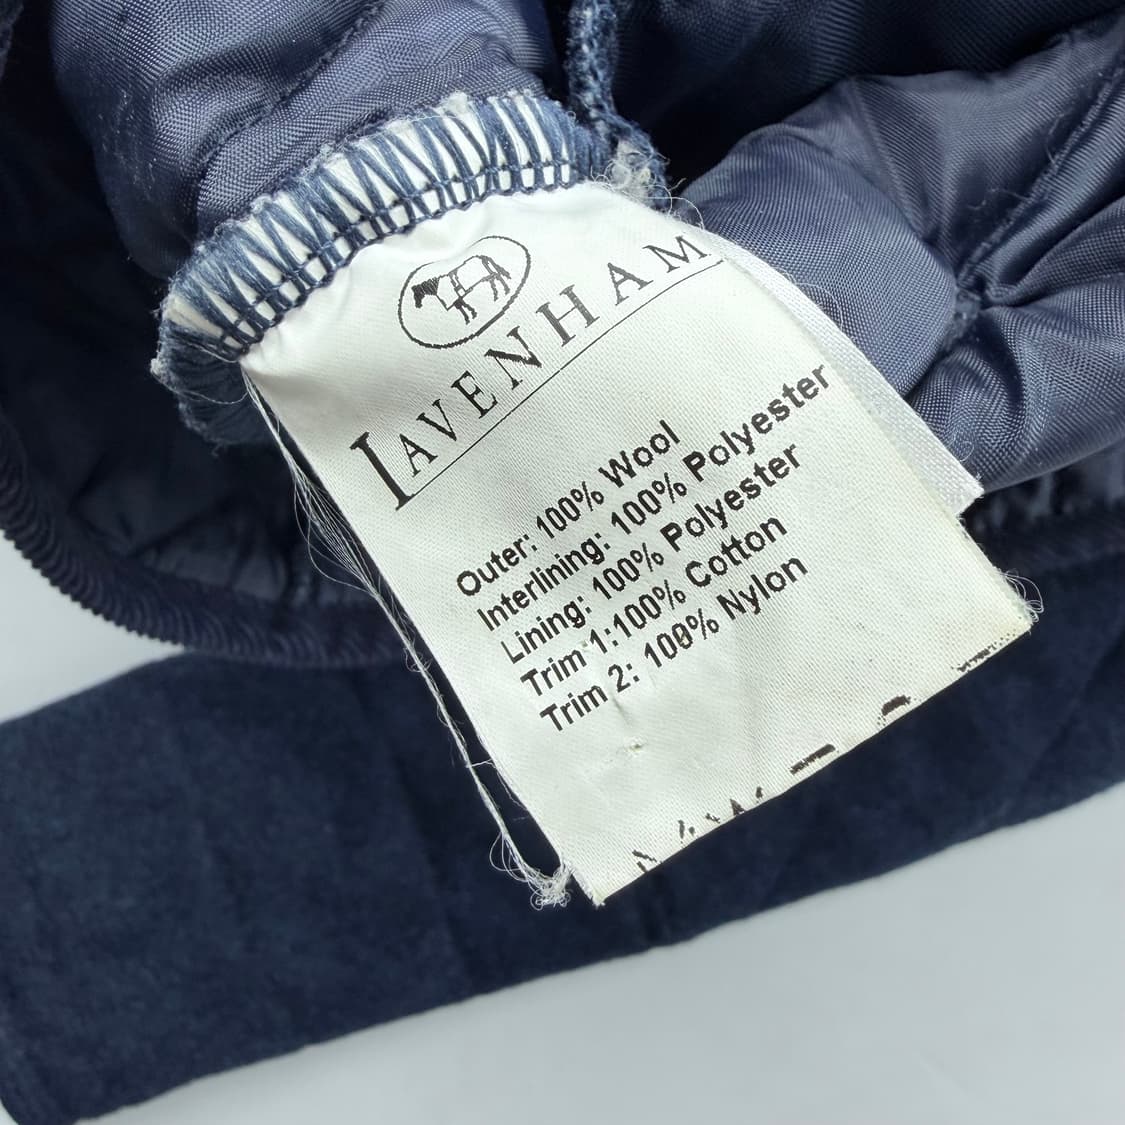 LAVENHAM
Outer: 100% Wool
Interlining: 100% Polyester
Lining: 100% Polyester
Trim 1:100% Cotton
Trim 2: 100% Nylon